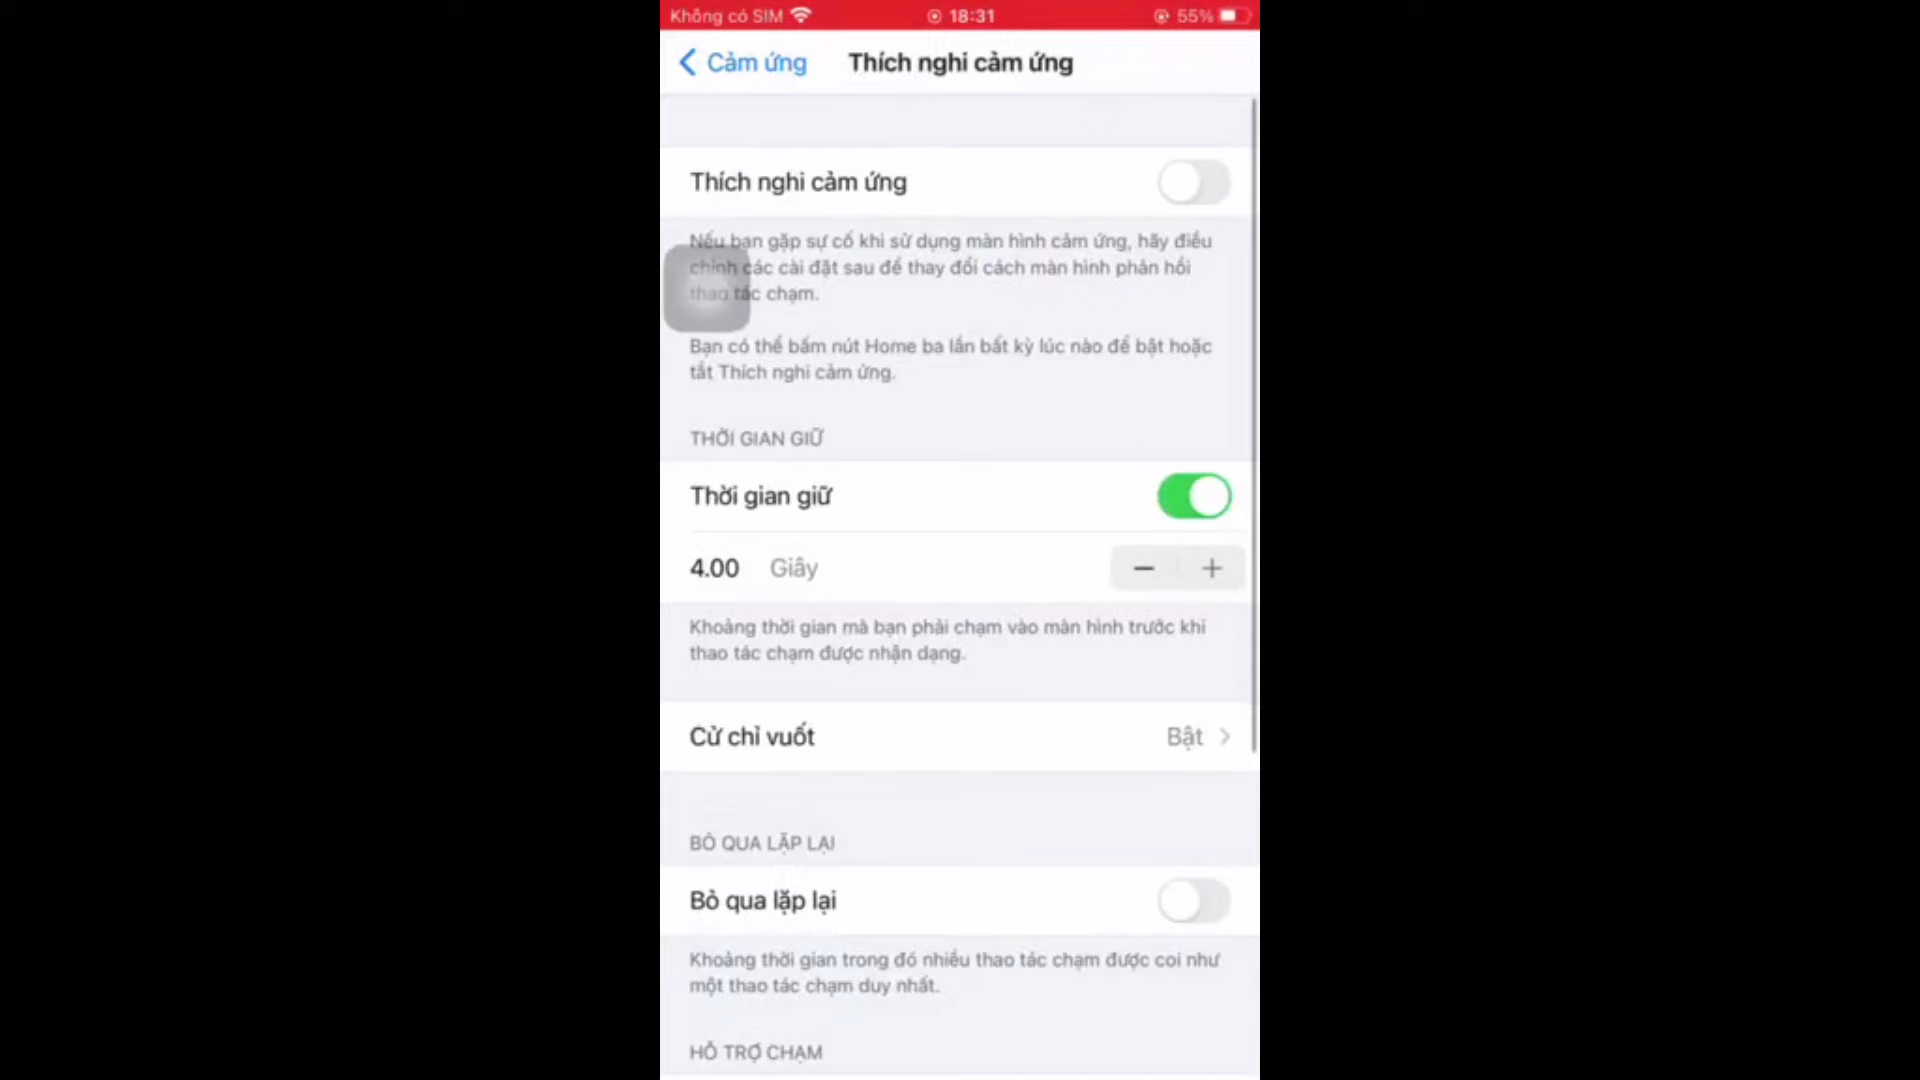 Không có SIM 18:31 55%
Cảm ứng Thích nghi cảm ứng
Thích nghi cảm ứng
Nếu bạn gặp sự cố khi sử dụng màn hình cảm ứng, hãy điều
chỉnh các cài đặt sau để thay đổi cách màn hình phản hồi
thao tác chạm.
Bạn có thể bấm nút Home ba lần bất kỳ lúc nào để bật hoặc
tắt Thích nghi cảm ứng.
THỜI GIAN GIỮ
Thời gian giữ
4.00 Giây − +
Khoảng thời gian mà bạn phải chạm vào màn hình trước khi
thao tác chạm được nhận dạng.
Cử chỉ vuốt Bật
BỎ QUA LẶP LẠI
Bỏ qua lặp lại
Khoảng thời gian trong đó nhiều thao tác chạm được coi như
một thao tác chạm duy nhất.
HỖ TRỢ CHẠM